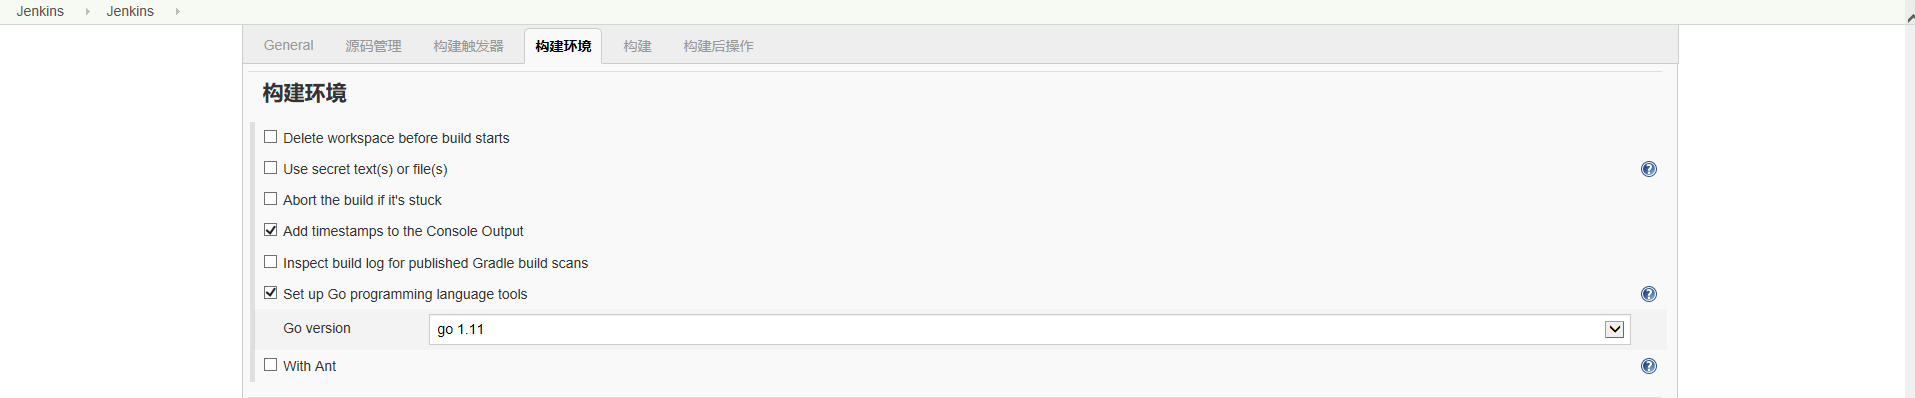 Jenkins Jenkins
General 源码管理 构建触发器 构建环境 构建 构建后操作
构建环境
Delete workspace before build starts
Use secret text(s) or file(s)
Abort the build if it's stuck
Add timestamps to the Console Output
Inspect build log for published Gradle build scans
Set up Go programming language tools
Go version go 1.11
With Ant